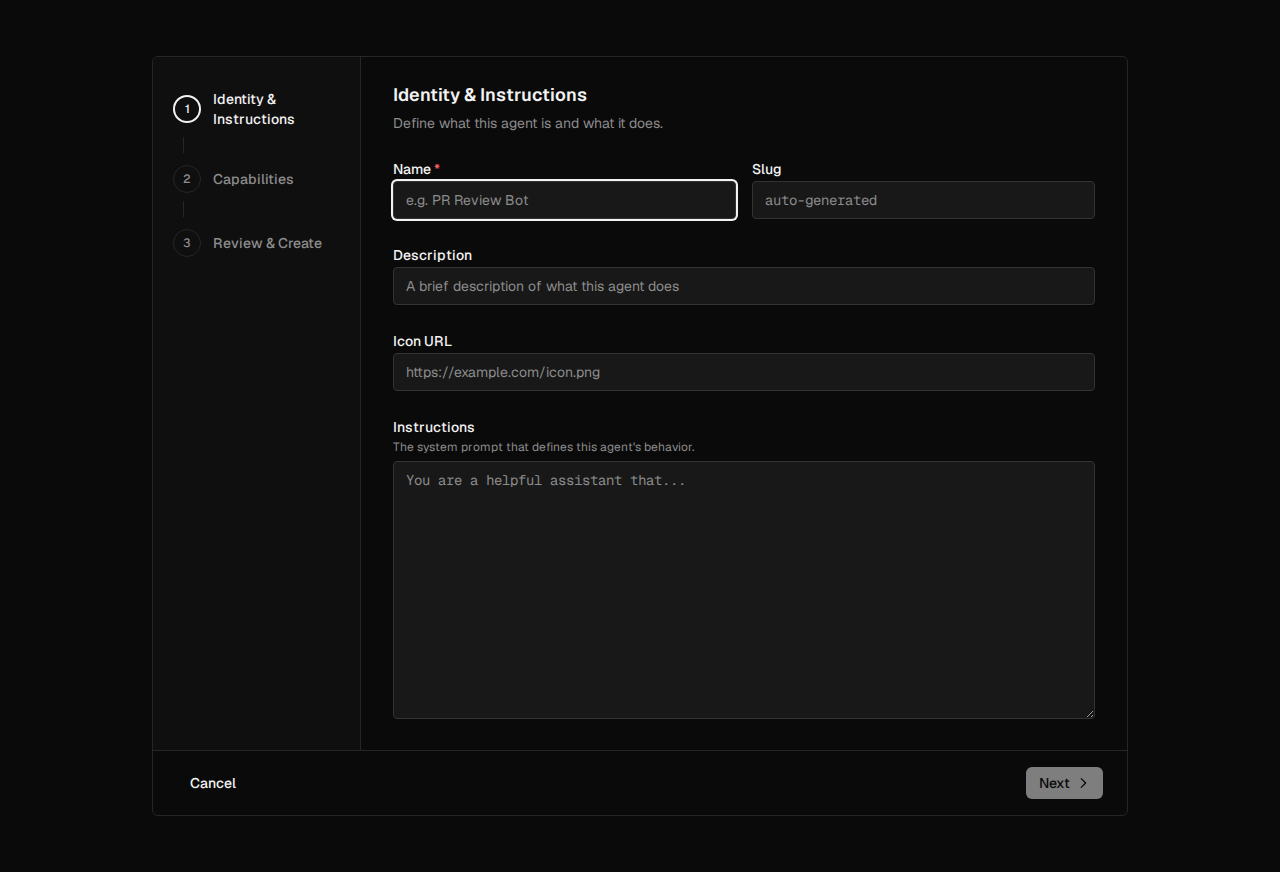 1
Identity &
Instructions
2
Capabilities
3
Review & Create
Identity & Instructions
Define what this agent is and what it does.
Name *
e.g. PR Review Bot
Slug
auto-generated
Description
A brief description of what this agent does
Icon URL
https://example.com/icon.png
Instructions
The system prompt that defines this agent's behavior.
You are a helpful assistant that...
Cancel
Next